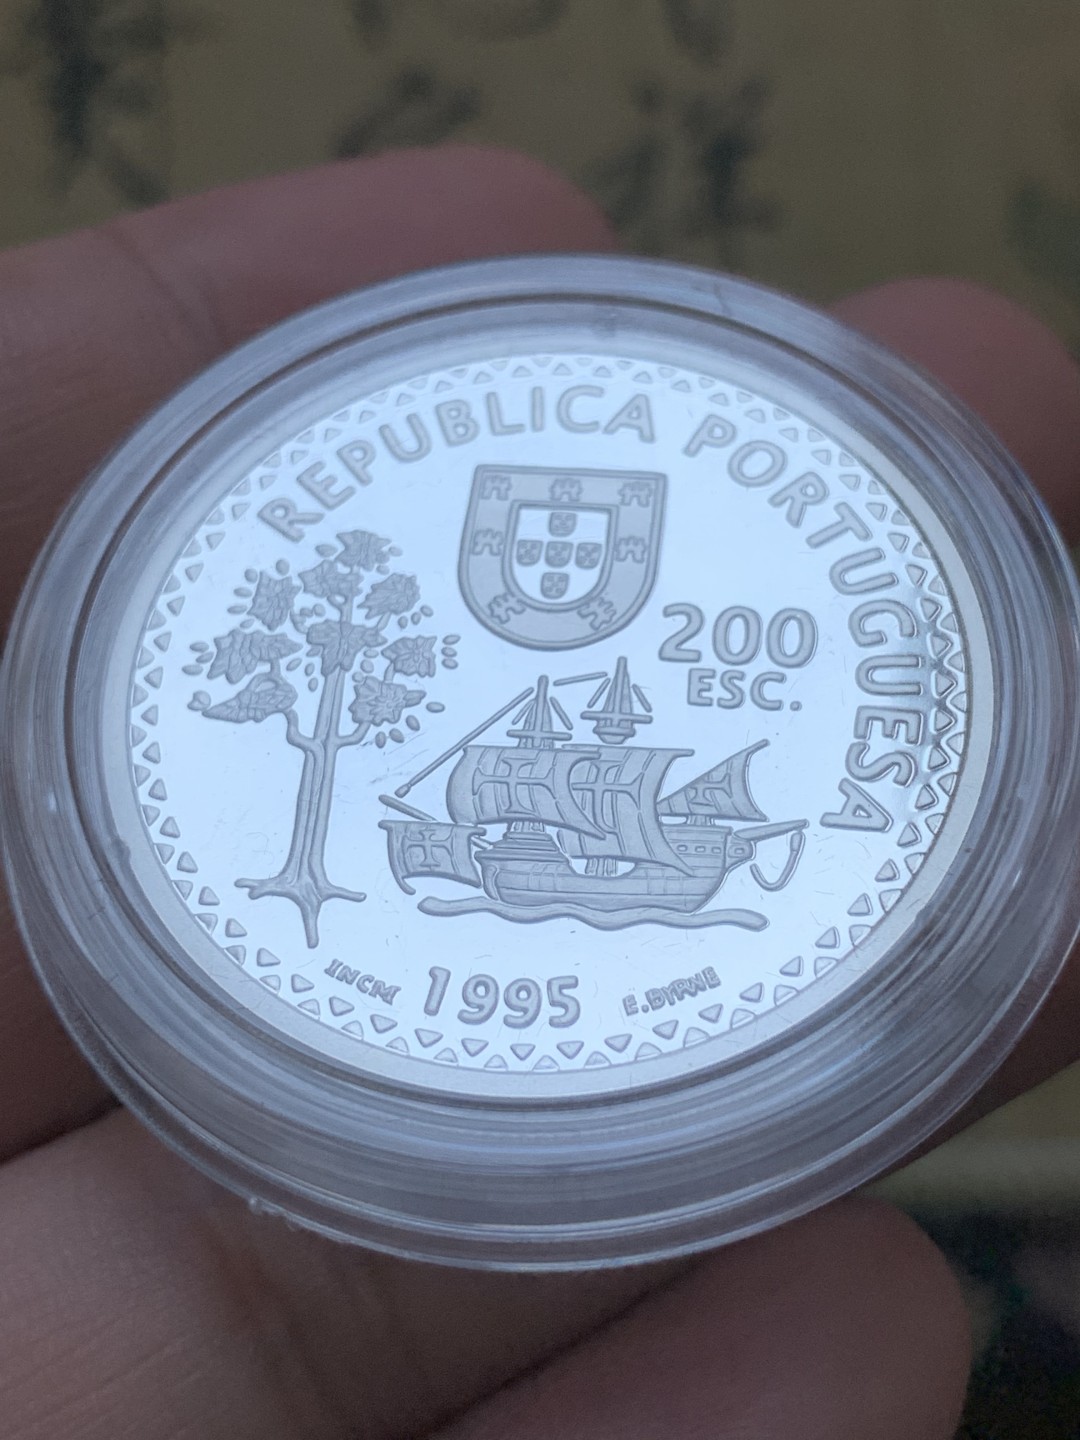 REPUBLICA PORTUGUESA
200
ESC.
INCM
1995
E. BYRNE